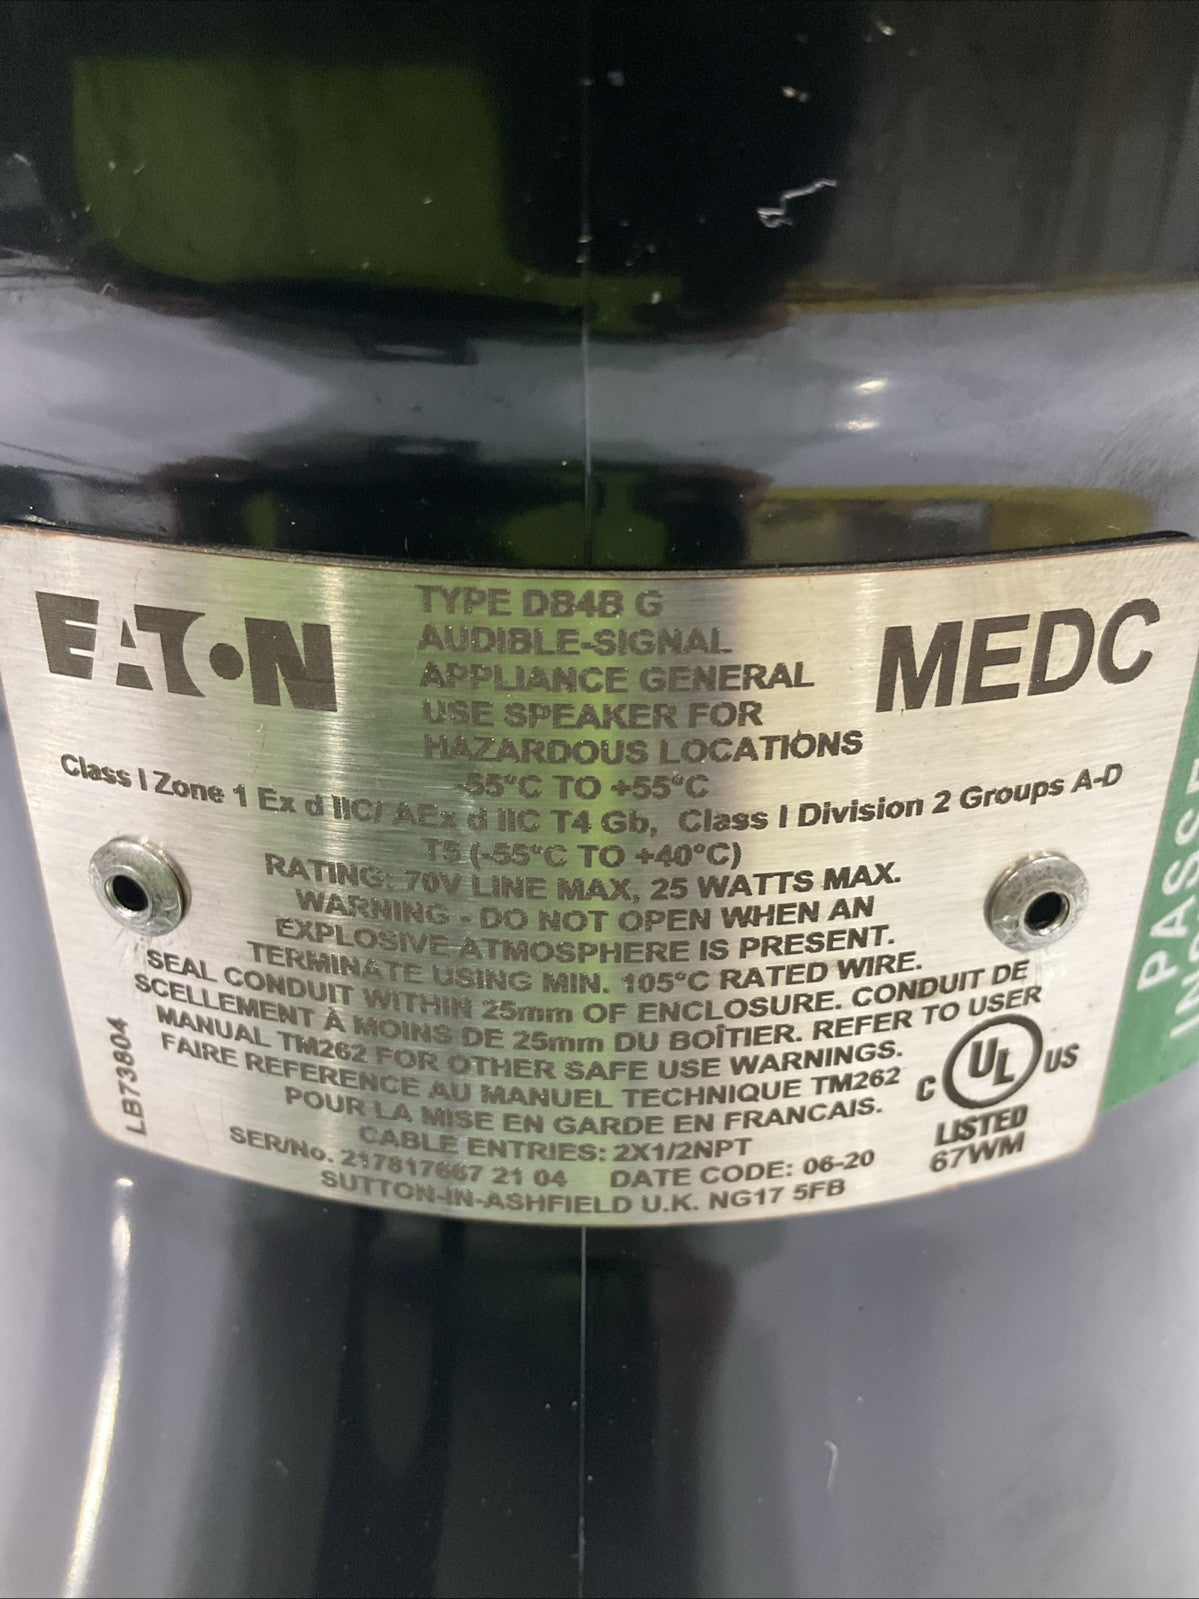 EATON
TYPE DB4B G
MEDC
AUDIBLE-SIGNAL
APPLIANCE GENERAL
USE SPEAKER FOR
HAZARDOUS LOCATIONS
-55°C TO +55°C
Class I Zone 1 Ex d IIC/ AEx d IIC T4 Gb, Class I Division 2 Groups A-D
T5 (-55°C TO +40°C)
RATING: 70V LINE MAX, 25 WATTS MAX.
WARNING - DO NOT OPEN WHEN AN
EXPLOSIVE ATMOSPHERE IS PRESENT.
TERMINATE USING MIN. 105°C RATED WIRE.
SEAL CONDUIT WITHIN 25mm OF ENCLOSURE. CONDUIT DE
SCELLEMENT À MOINS DE 25mm DU BOÎTIER. REFER TO USER
MANUAL TM262 FOR OTHER SAFE USE WARNINGS.
FAIRE REFERENCE AU MANUEL TECHNIQUE TM262
POUR LA MISE EN GARDE EN FRANCAIS.
CABLE ENTRIES: 2X1/2NPT
SER/No. 217817667 21 04 DATE CODE: 06-20
SUTTON-IN-ASHFIELD U.K. NG17 5FB
LB73804
C UL US
LISTED
67WM